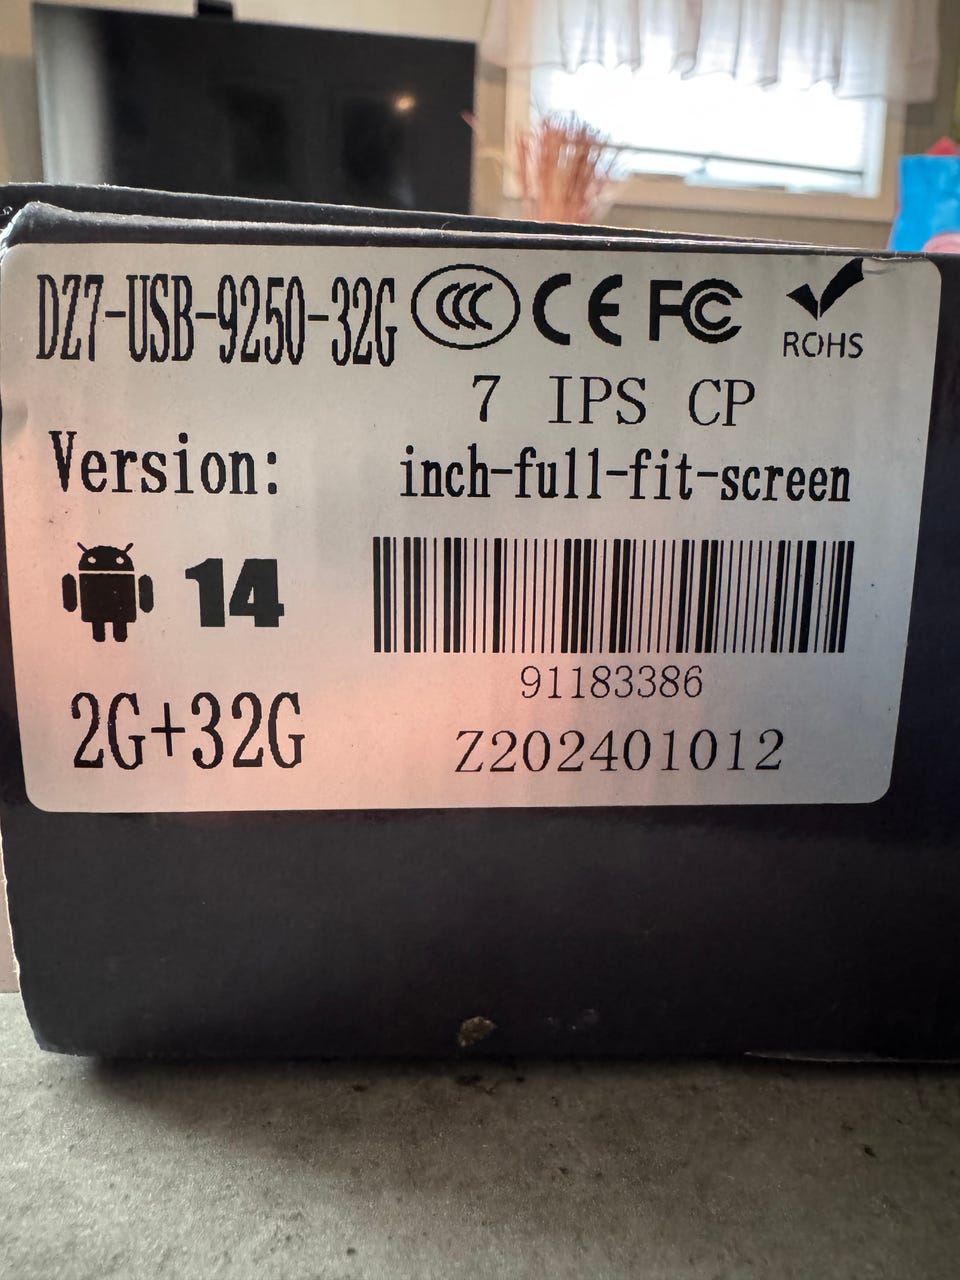 DZ7-USB-9250-32G CCC CE FC ROHS
7 IPS CP
Version: inch-full-fit-screen
14
91183386
2G+32G
Z202401012